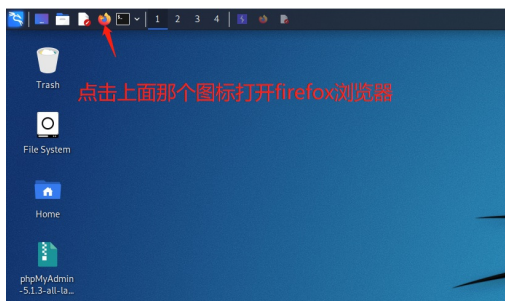 1 2 3 4
Trash
点击上面那个图标打开firefox浏览器
File System
Home
phpMyAdmin
-5.1.3-all-la...